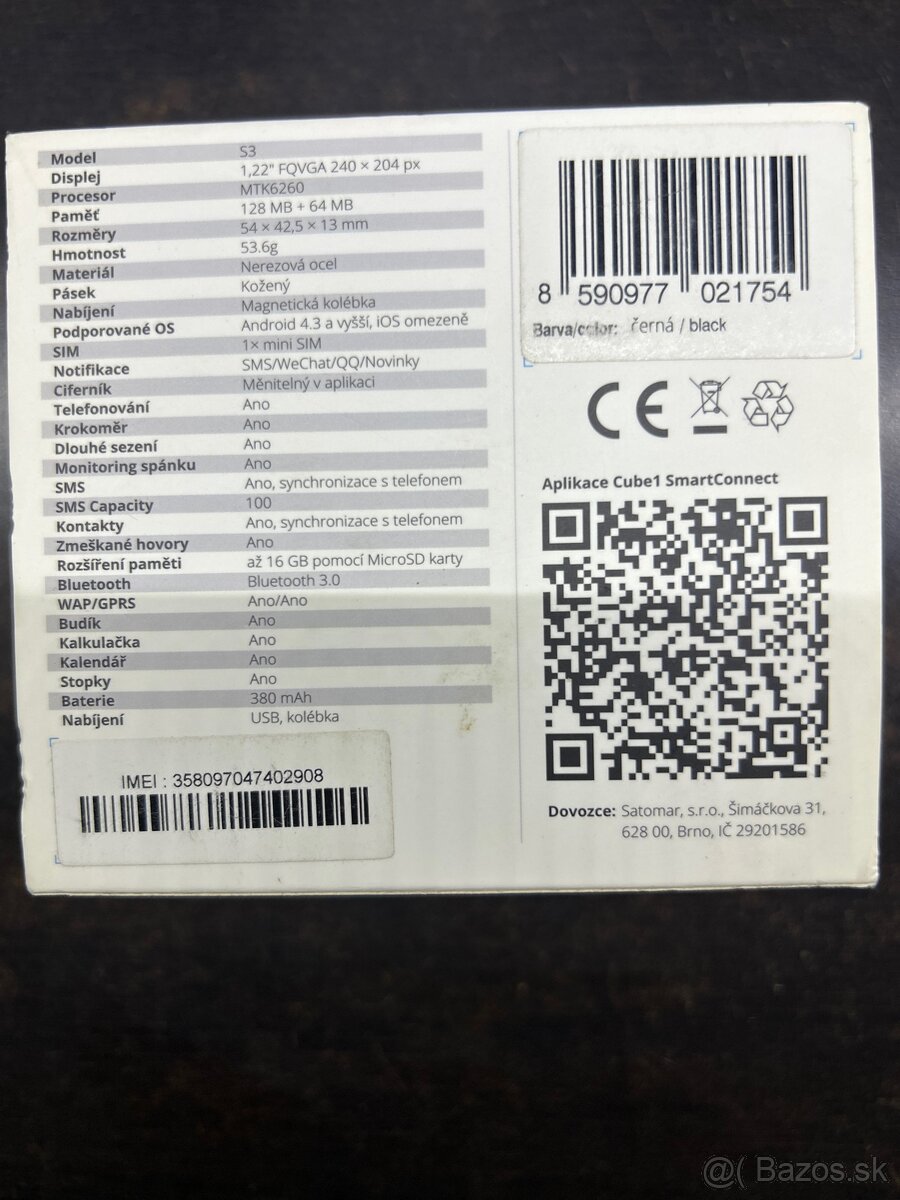 Model S3
Displej 1,22" FQVGA 240 × 204 px
Procesor MTK6260
Paměť 128 MB + 64 MB
Rozměry 54 × 42,5 × 13 mm
Hmotnost 53.6g
Materiál Nerezová ocel
Pásek Kožený
Nabíjení Magnetická kolébka
Podporované OS Android 4.3 a vyšší, iOS omezeně
SIM 1× mini SIM
Notifikace SMS/WeChat/QQ/Novinky
Ciferník Měnitelný v aplikaci
Telefonování Ano
Krokoměr Ano
Dlouhé sezení Ano
Monitoring spánku Ano
SMS Ano, synchronizace s telefonem
SMS Capacity 100
Kontakty Ano, synchronizace s telefonem
Zmeškané hovory Ano
Rozšíření paměti až 16 GB pomocí MicroSD karty
Bluetooth Bluetooth 3.0
WAP/GPRS Ano/Ano
Budík Ano
Kalkulačka Ano
Kalendář Ano
Stopky Ano
Baterie 380 mAh
Nabíjení USB, kolébka
IMEI : 358097047402908
8 590977 021754
Barva/color: černá / black
CE
Aplikace Cube1 SmartConnect
Dovozce: Satomar, s.r.o., Šimáčkova 31,
628 00, Brno, IČ 29201586
@( Bazos.sk